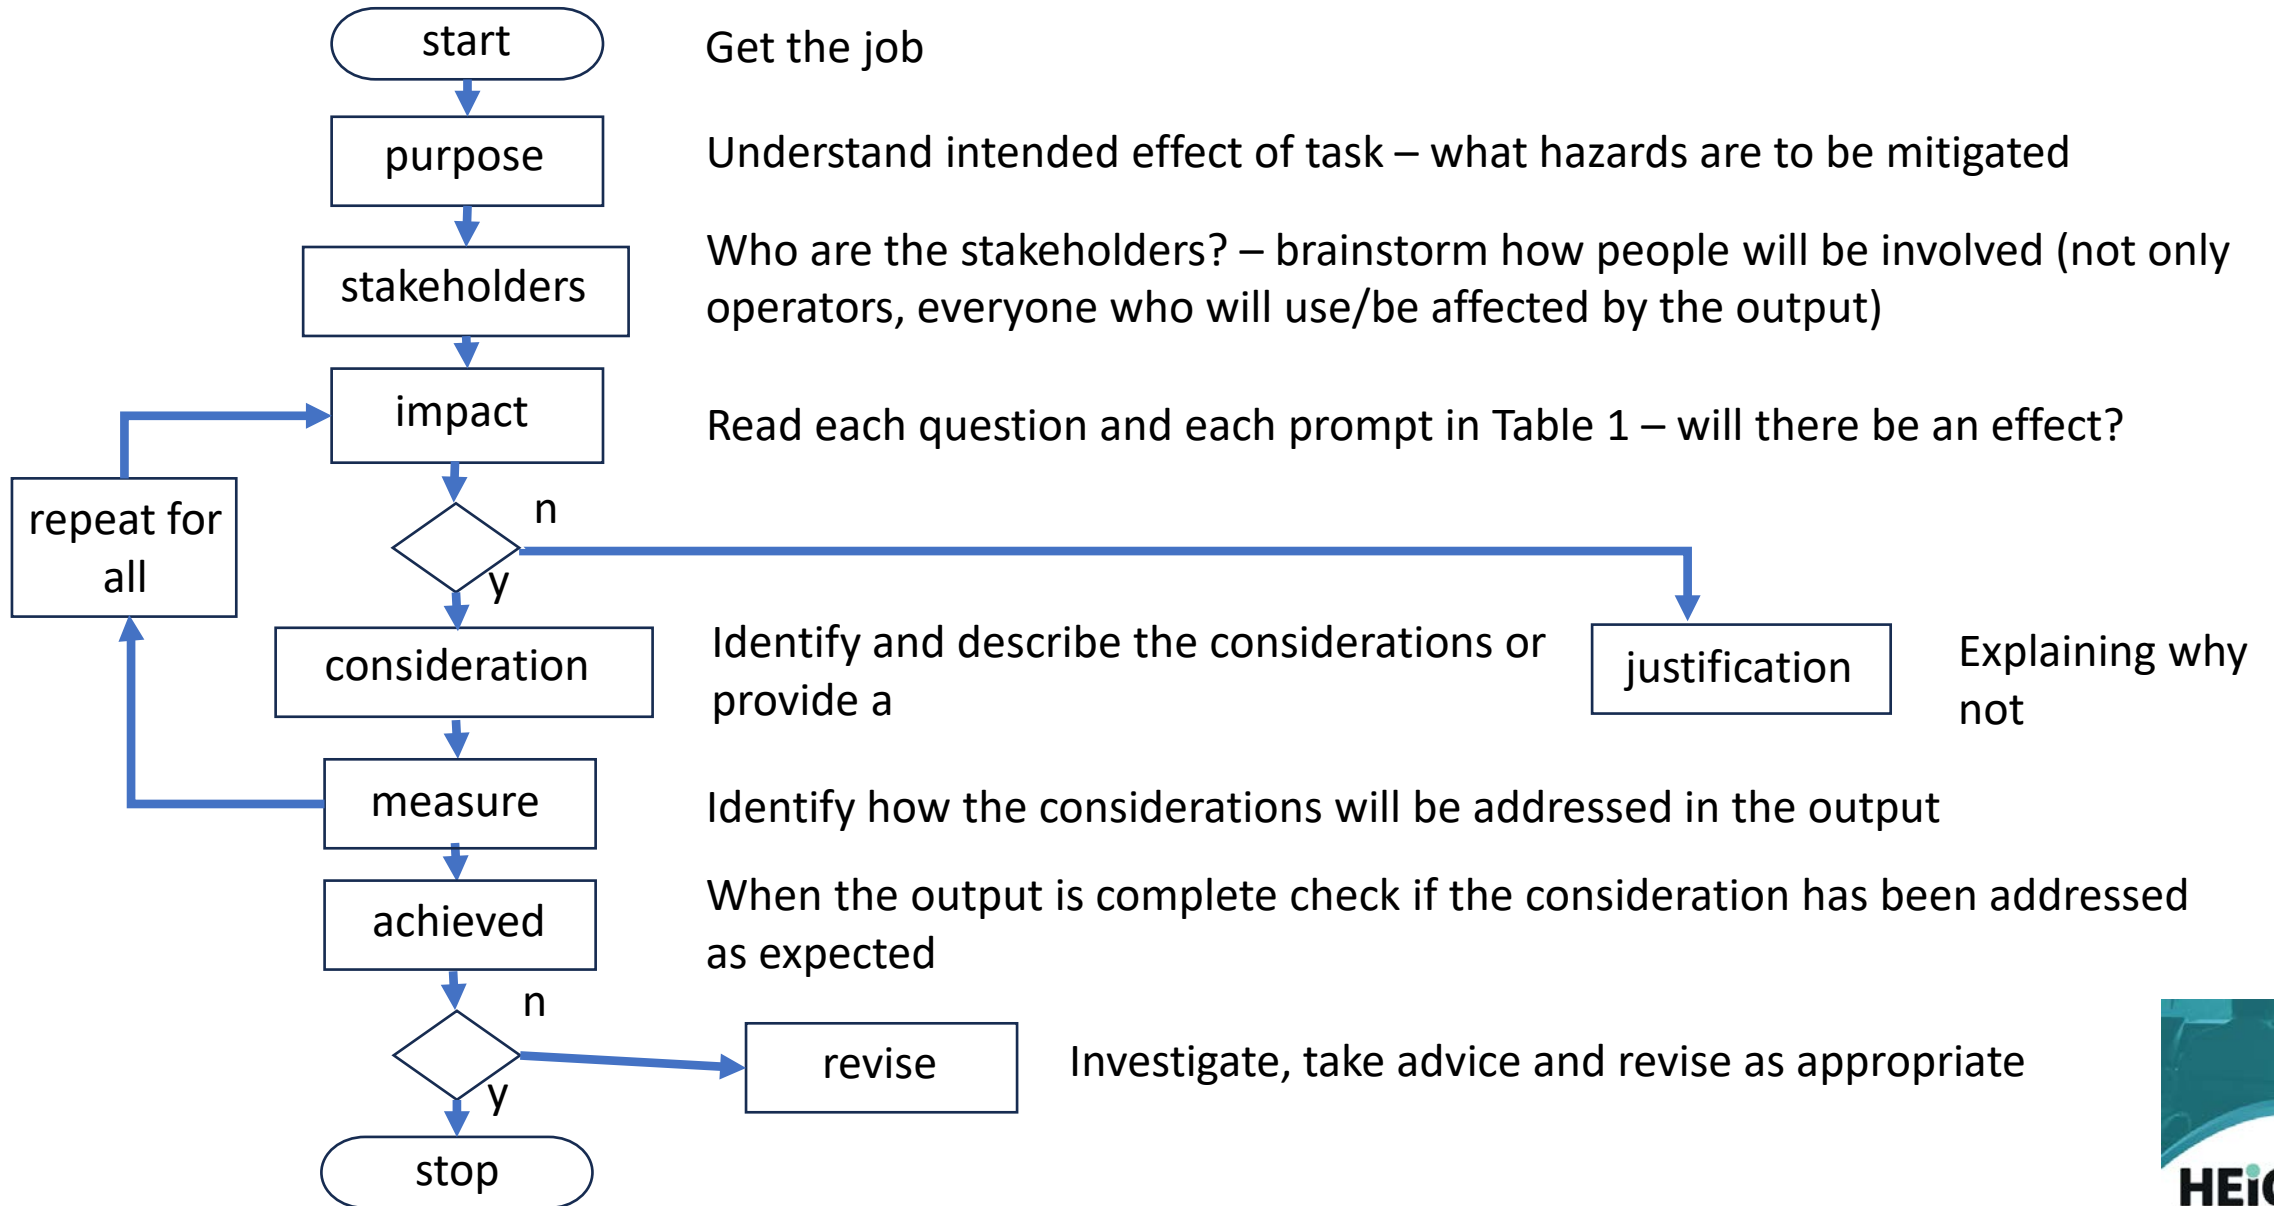 start
Get the job
purpose
Understand intended effect of task – what hazards are to be mitigated
stakeholders
Who are the stakeholders? – brainstorm how people will be involved (not only
operators, everyone who will use/be affected by the output)
impact
Read each question and each prompt in Table 1 – will there be an effect?
repeat for
all
n
y
consideration
Identify and describe the considerations or
provide a
justification
Explaining why
not
measure
Identify how the considerations will be addressed in the output
achieved
When the output is complete check if the consideration has been addressed
as expected
n
y
revise
Investigate, take advice and revise as appropriate
stop